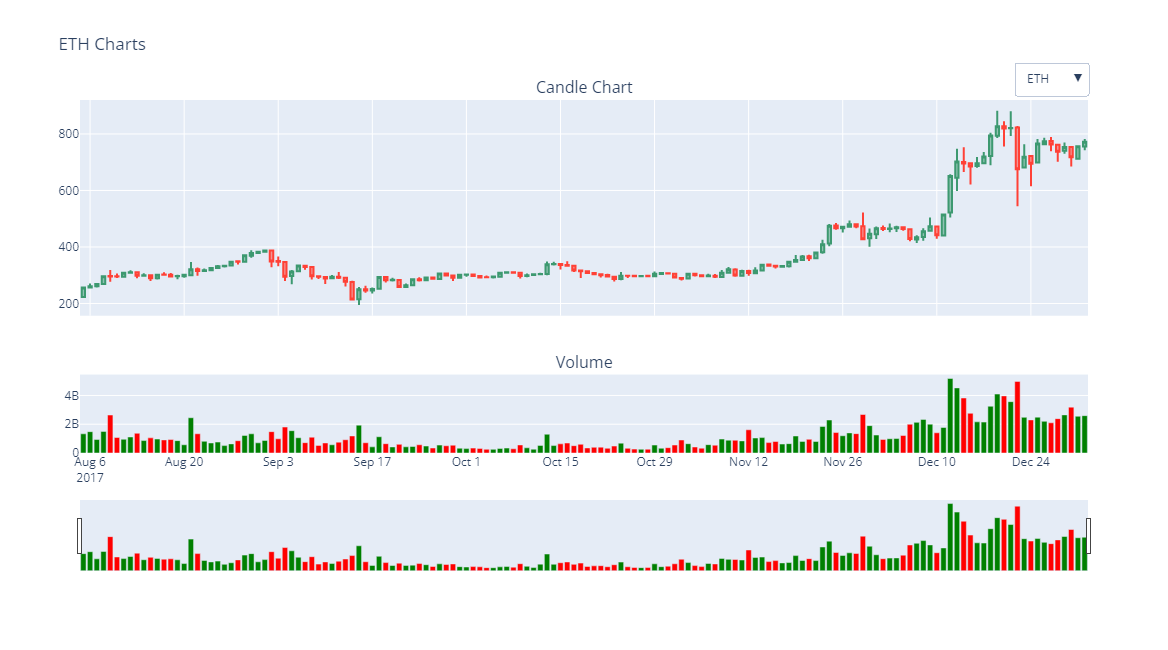 ETH Charts
ETH ▼
Candle Chart
800
600
400
200
Volume
4B
2B
0
Aug 6 Aug 20 Sep 3 Sep 17 Oct 1 Oct 15 Oct 29 Nov 12 Nov 26 Dec 10 Dec 24
2017